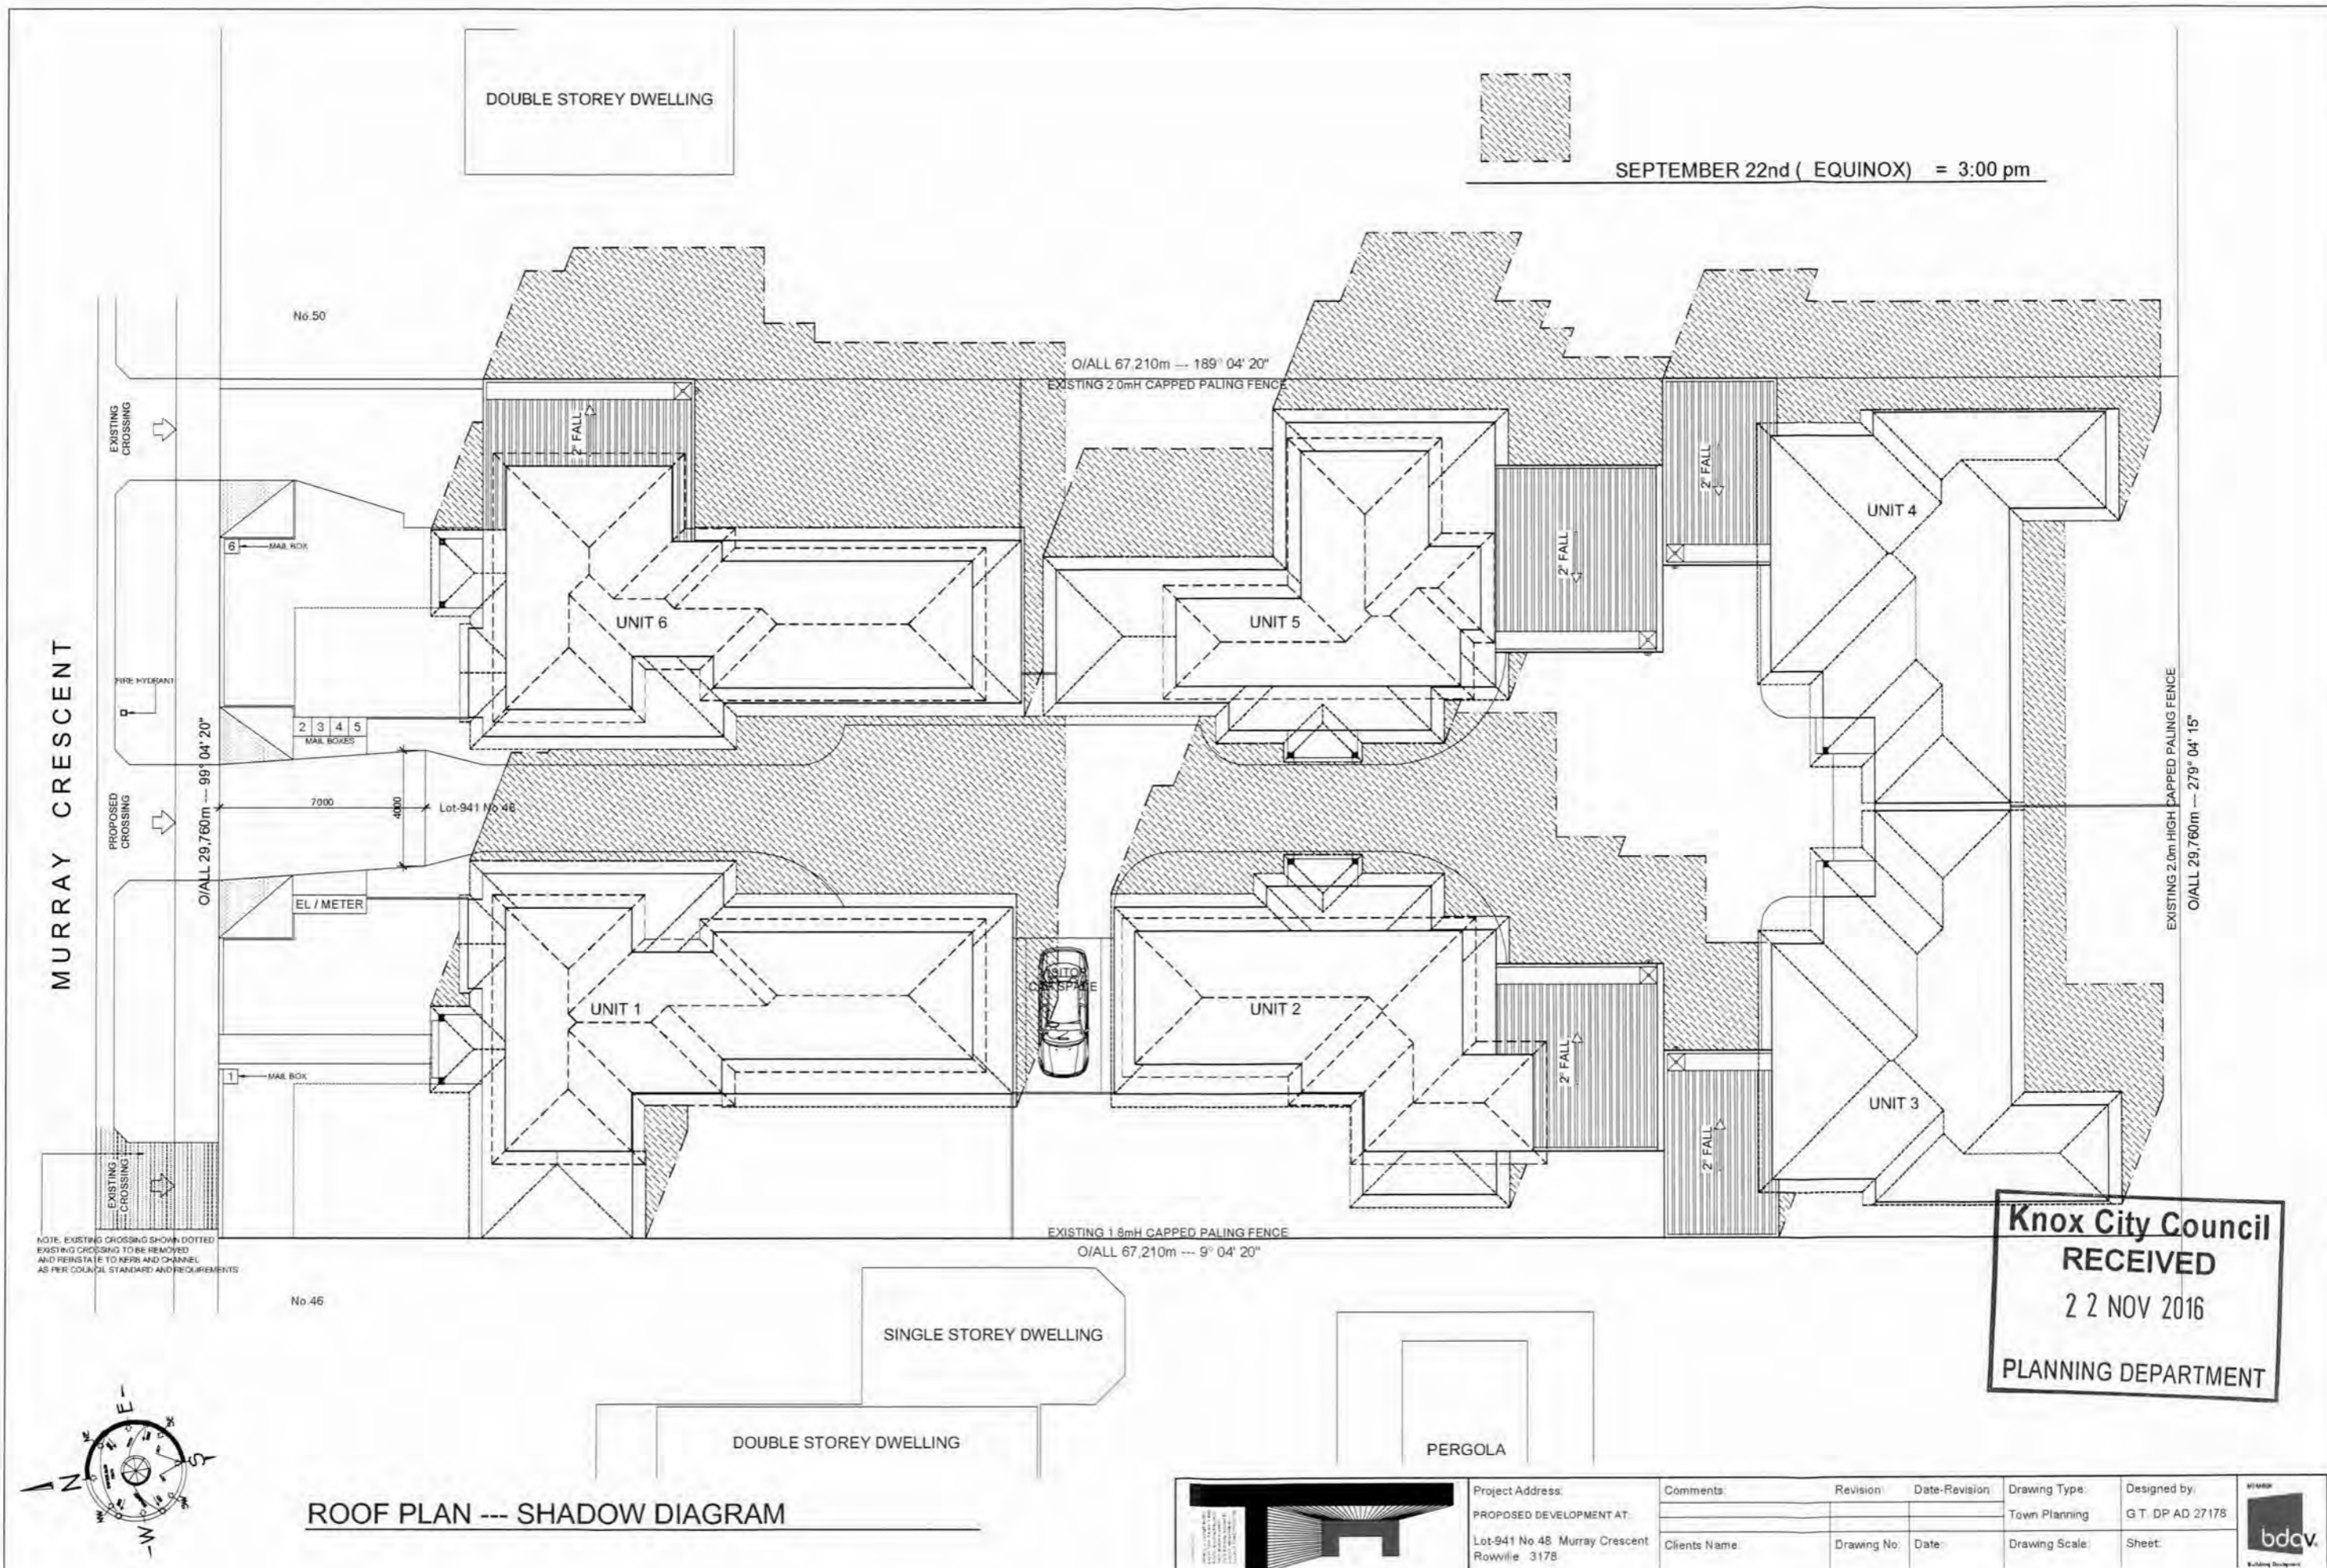 DOUBLE STOREY DWELLING
SEPTEMBER 22nd ( EQUINOX) = 3:00 pm
No.50
O/ALL 67,210m --- 189° 04' 20"
EXISTING 2.0mH CAPPED PALING FENCE
EXISTING
CROSSING
2° FALL
2° FALL
2° FALL
UNIT 4
6
MAIL BOX
UNIT 6
UNIT 5
MURRAY CRESCENT
FIRE HYDRANT
2 3 4 5
MAIL BOXES
O/ALL 29,760m --- 99° 04' 20"
PROPOSED
CROSSING
7000
4000
Lot-941 No 48
EXISTING 2.0m HIGH CAPPED PALING FENCE
O/ALL 29,760m --- 279° 04' 15"
EL / METER
VISITOR
CAR SPACE
UNIT 1
UNIT 2
2° FALL
2° FALL
UNIT 3
1
MAIL BOX
EXISTING
CROSSING
NOTE, EXISTING CROSSING SHOWN DOTTED
EXISTING CROSSING TO BE REMOVED
AND REINSTATE TO KERB AND CHANNEL
AS PER COUNCIL STANDARD AND REQUIREMENTS
EXISTING 1.8mH CAPPED PALING FENCE
O/ALL 67,210m --- 9° 04' 20"
Knox City Council
RECEIVED
22 NOV 2016
PLANNING DEPARTMENT
No.46
SINGLE STOREY DWELLING
DOUBLE STOREY DWELLING
PERGOLA
E
N
S
W
NE
SE
SW
NW
ROOF PLAN --- SHADOW DIAGRAM
Project Address:
PROPOSED DEVELOPMENT AT:
Lot-941 No 48 Murray Crescent
Rowville 3178
Comments:
Clients Name:
Revision:
Date-Revision
Drawing No:
Date:
Drawing Type:
Town Planning
Drawing Scale:
Designed by:
G.T. DP AD 27178
Sheet:
MEMBER
bdav.
Building Designers